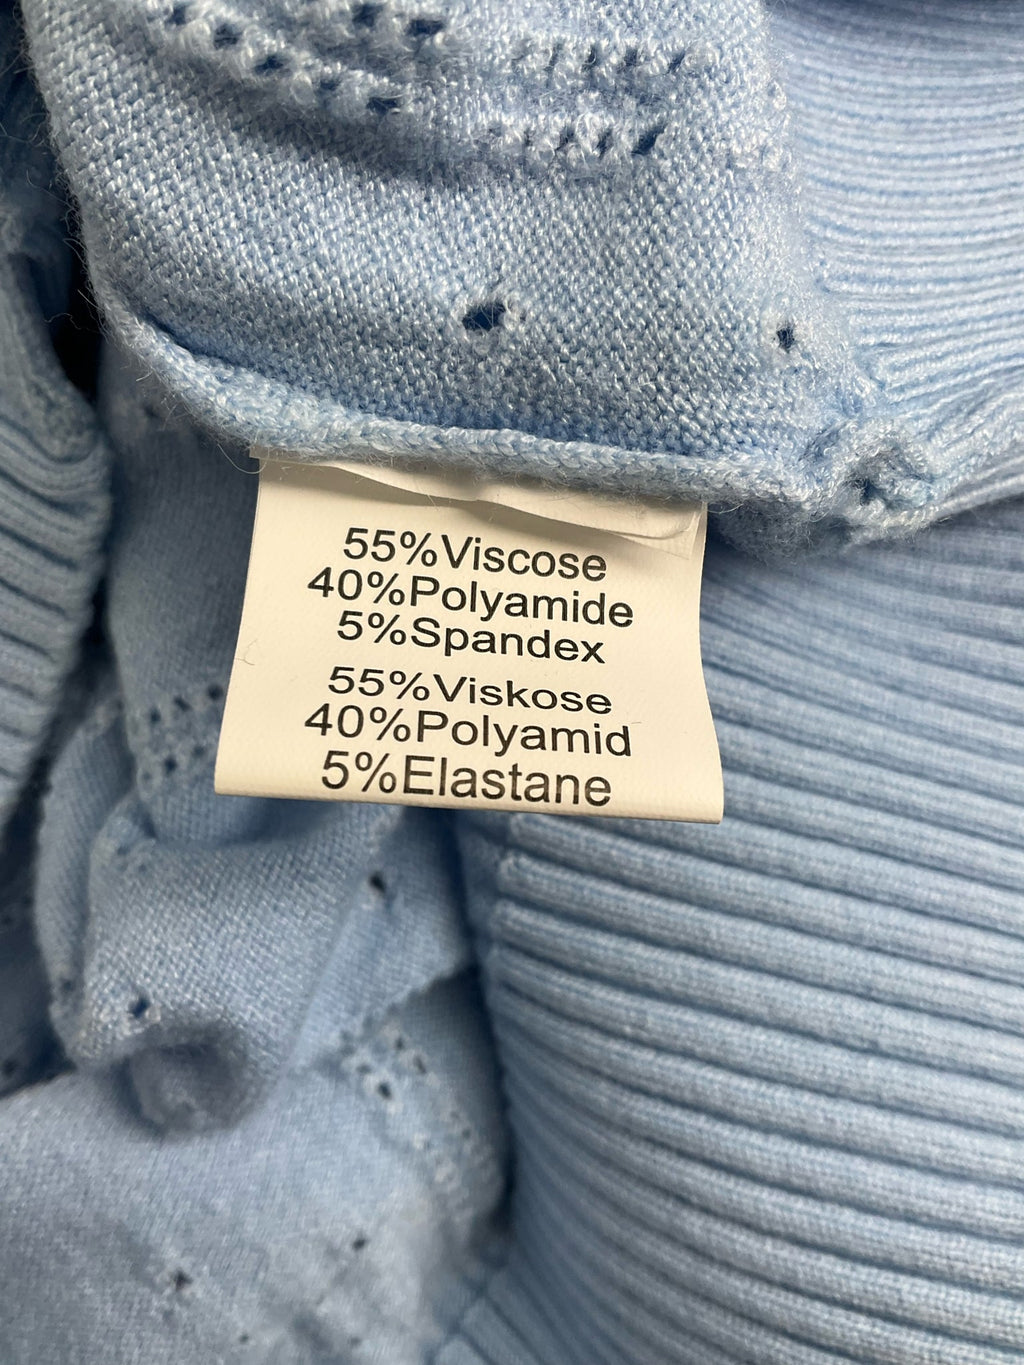 55%Viscose
40%Polyamide
5%Spandex
55%Viskose
40%Polyamid
5%Elastane